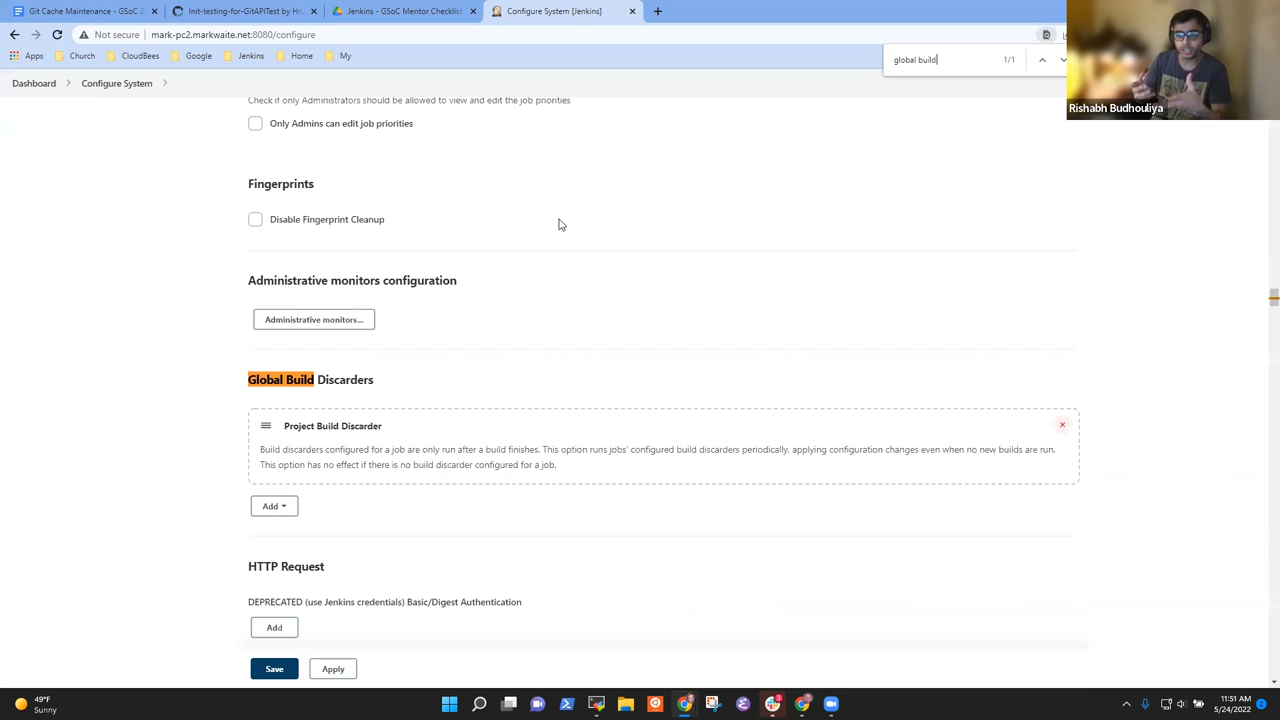 Git Cache Maintenance - GSoC 2
Init-testing-for-GitAPITest by Hru
Jenkins - GSoC Mentor Checklist
Configure System [Jenkins]
Not secure
mark-pc2.markwaite.net:8080/configure
Apps
Church
CloudBees
Google
Jenkins
Home
My
global build
1/1
Rishabh Budhouliya
Dashboard
Configure System
Check if only Administrators should be allowed to view and edit the job priorities
Only Admins can edit job priorities
Fingerprints
Disable Fingerprint Cleanup
Administrative monitors configuration
Administrative monitors...
Global Build Discarders
Project Build Discarder
Build discarders configured for a job are only run after a build finishes. This option runs jobs' configured build discarders periodically, applying configuration changes even when no new builds are run.
This option has no effect if there is no build discarder configured for a job.
Add
HTTP Request
DEPRECATED (use Jenkins credentials) Basic/Digest Authentication
Add
Save
Apply
49°F
Sunny
11:51 AM
5/24/2022